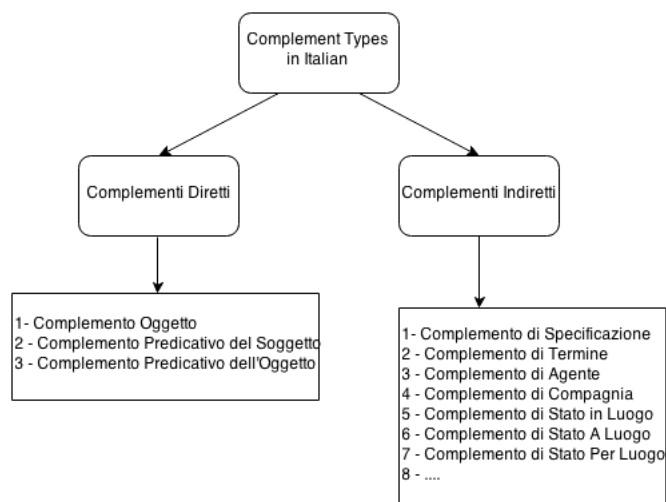 Complement Types
in Italian
Complementi Diretti
Complementi Indiretti
1- Complemento Oggetto
2 - Complemento Predicativo del Soggetto
3 - Complemento Predicativo dell'Oggetto
1- Complemento di Specificazione
2 - Complemento di Termine
3 - Complemento di Agente
4 - Complemento di Compagnia
5 - Complemento di Stato in Luogo
6 - Complemento di Stato A Luogo
7 - Complemento di Stato Per Luogo
8 - ....